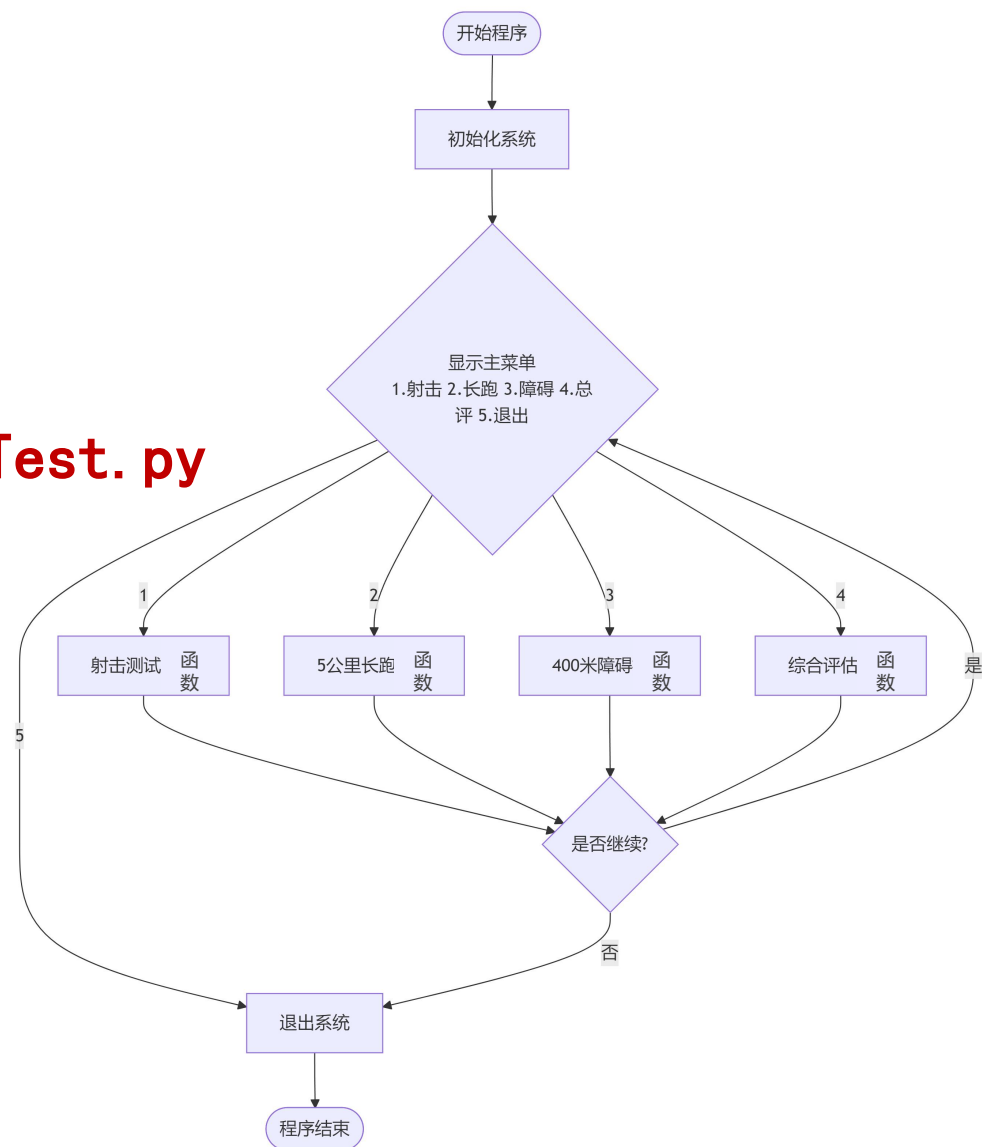 开始程序
初始化系统
显示主菜单
1.射击 2.长跑 3.障碍 4.总
评 5.退出
Test.py
1
2
3
4
射击测试 函
数
5公里长跑 函
数
400米障碍 函
数
综合评估 函
数
是
5
是否继续?
否
退出系统
程序结束